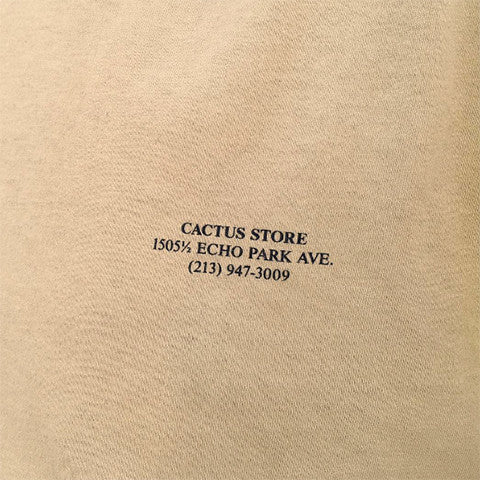 CACTUS STORE
1505½ ECHO PARK AVE.
(213) 947-3009